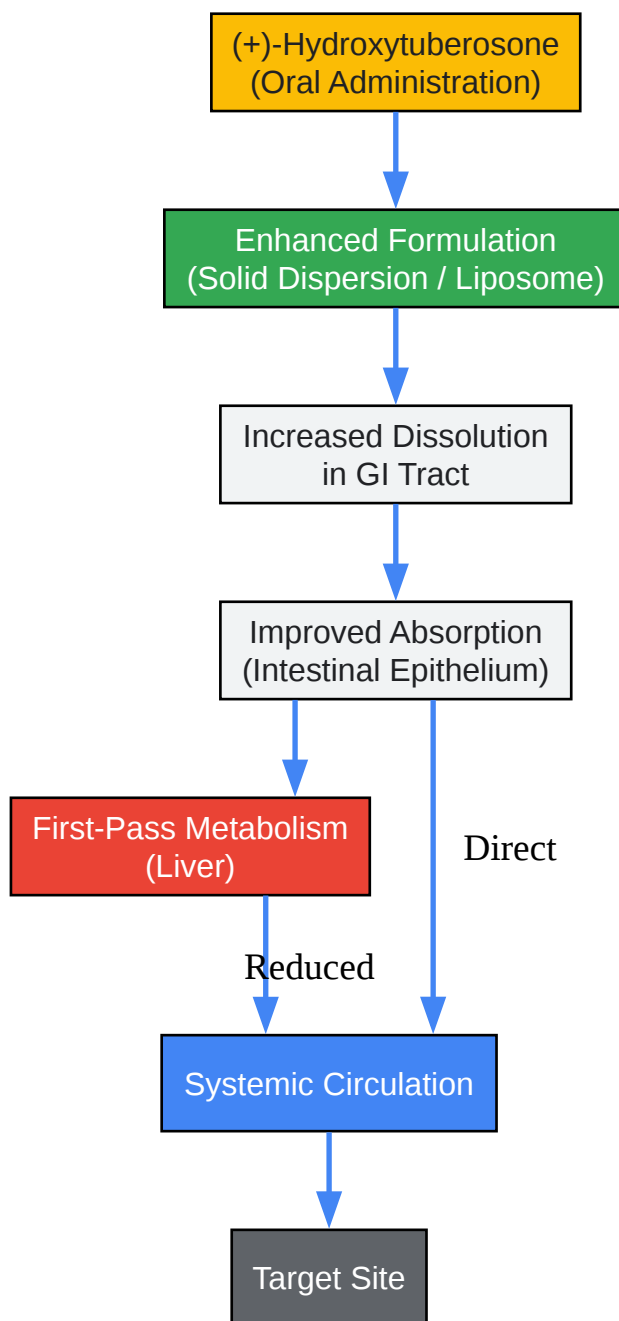 (+)-Hydroxytuberosone
(Oral Administration)
Enhanced Formulation
(Solid Dispersion / Liposome)
Increased Dissolution
in GI Tract
Improved Absorption
(Intestinal Epithelium)
First-Pass Metabolism
(Liver)
Direct
Reduced
Systemic Circulation
Target Site